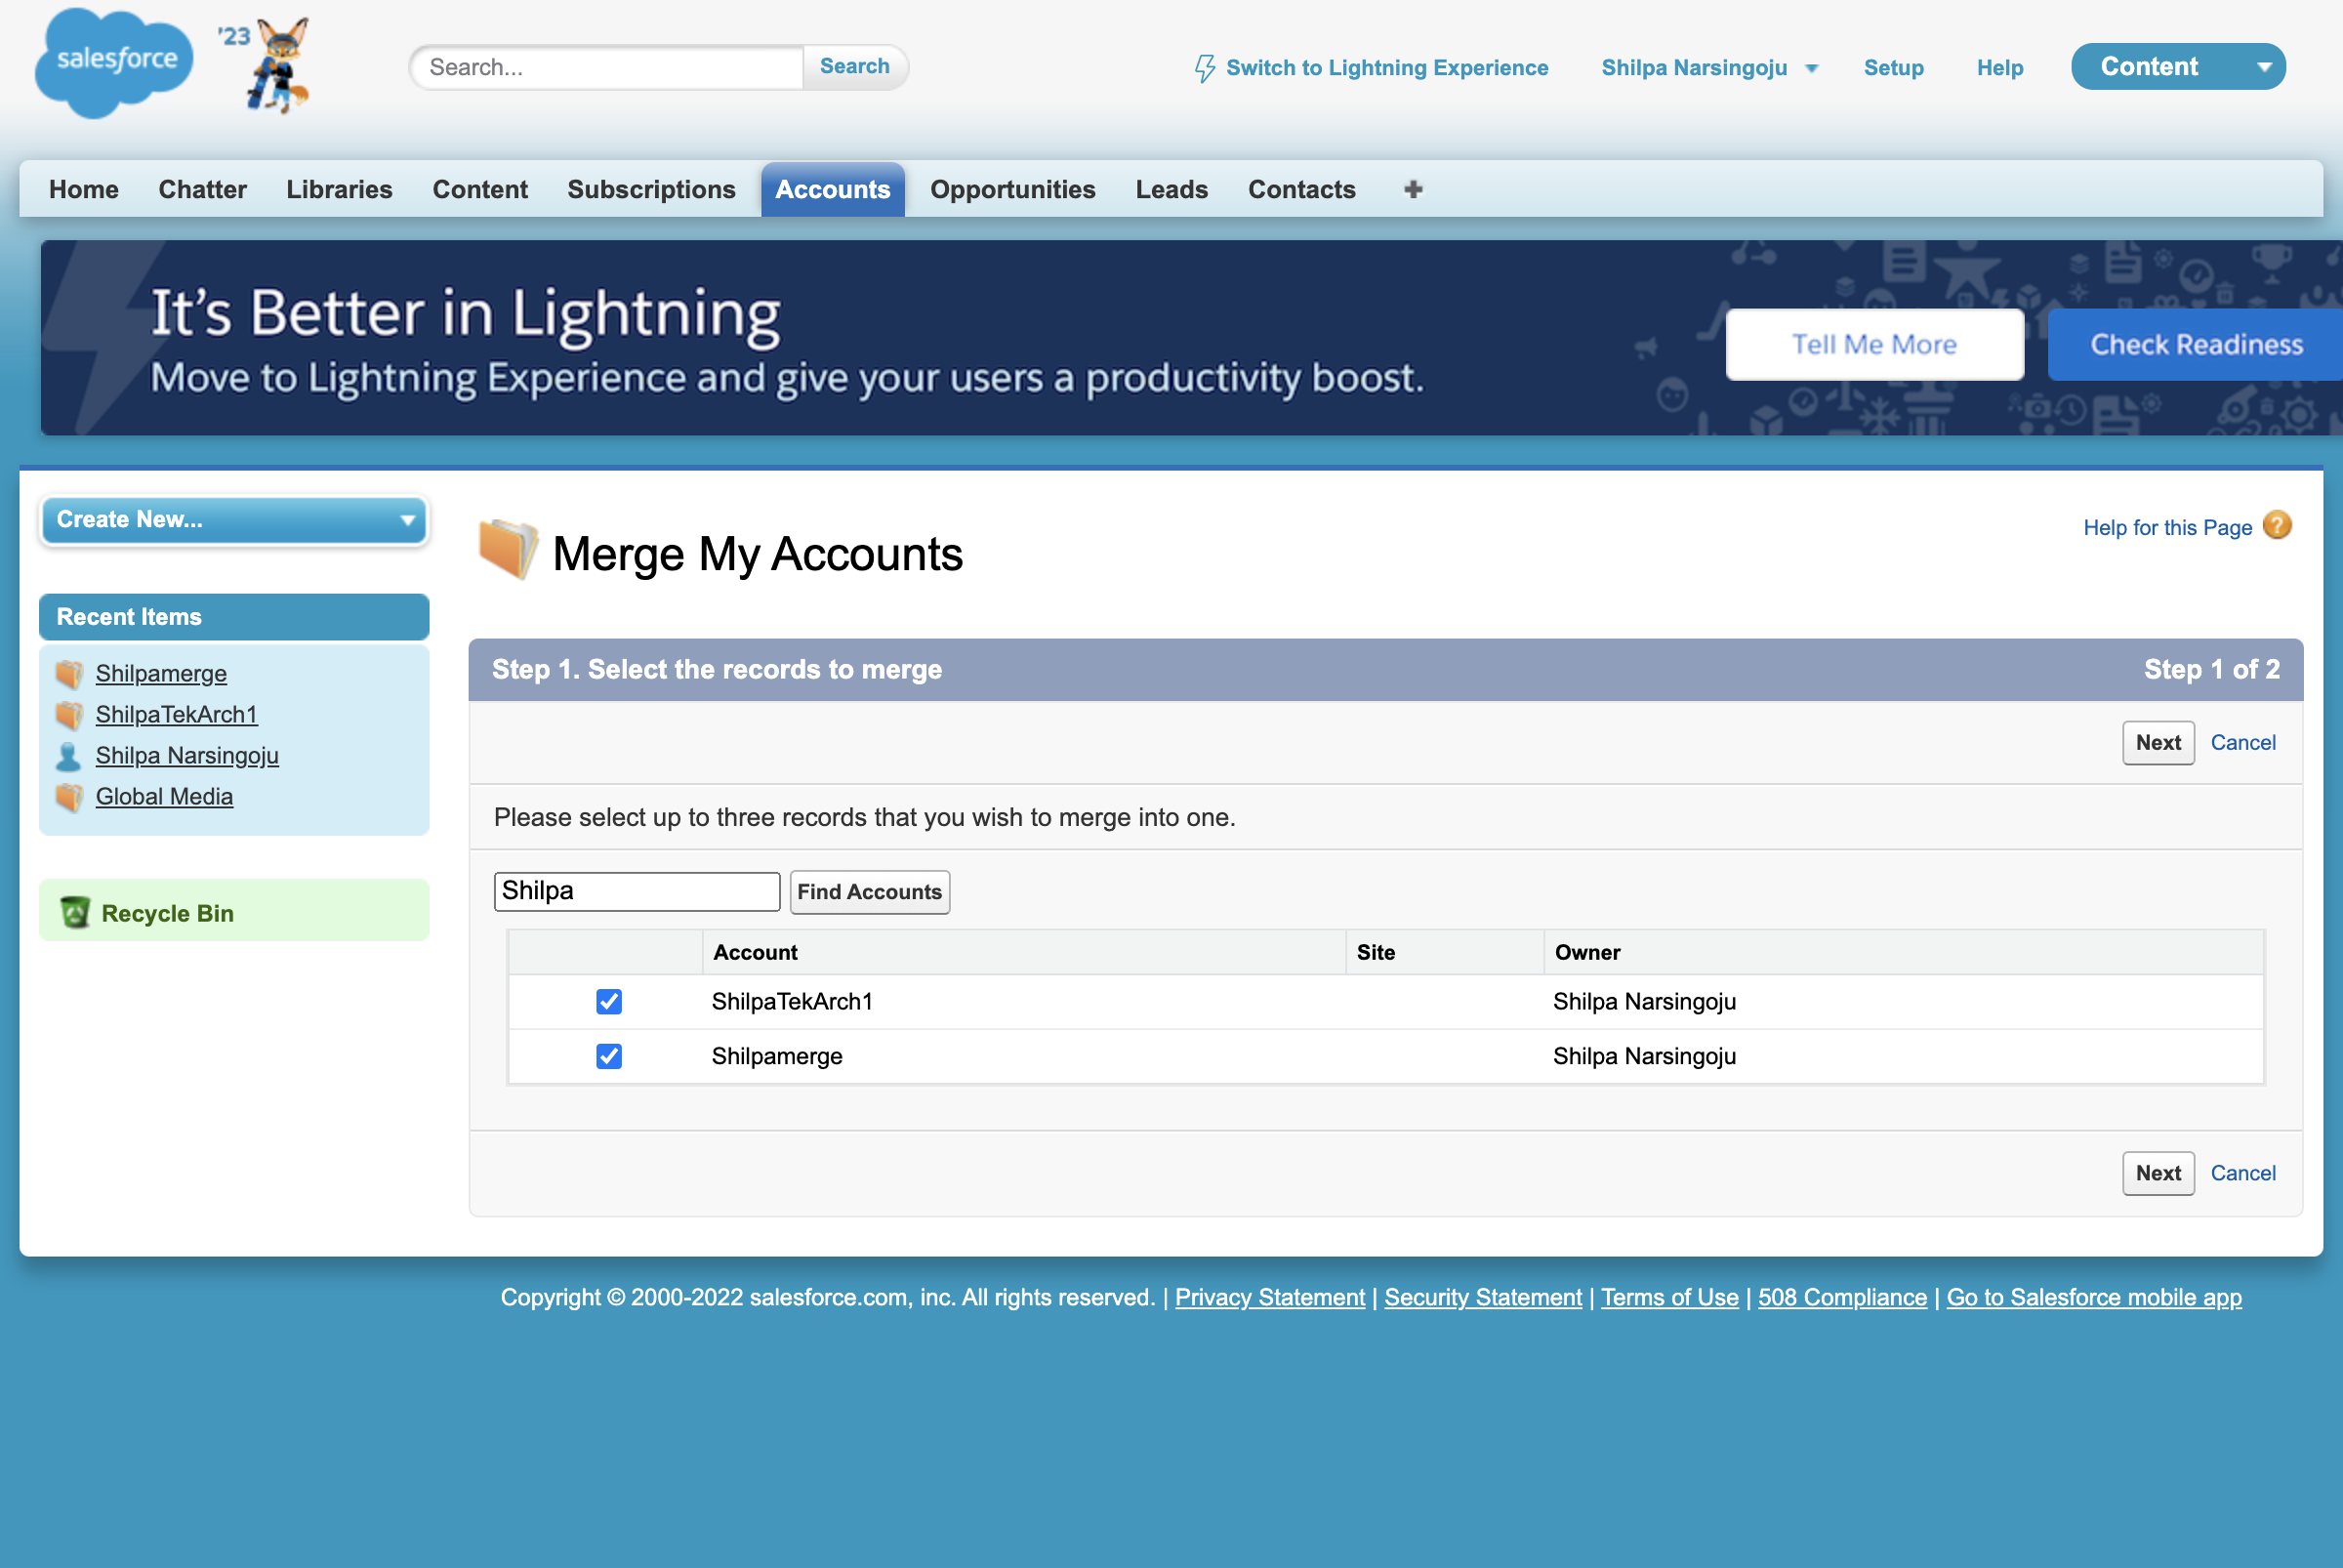 salesforce
'23
Search...
Search
Switch to Lightning Experience
Shilpa Narsingoju
Setup
Help
Content
Home
Chatter
Libraries
Content
Subscriptions
Accounts
Opportunities
Leads
Contacts
It's Better in Lightning
Move to Lightning Experience and give your users a productivity boost.
Tell Me More
Check Readiness
Create New...
Recent Items
Shilpamerge
ShilpaTekArch1
Shilpa Narsingoju
Global Media
Recycle Bin
Merge My Accounts
Help for this Page ?
Step 1. Select the records to merge
Step 1 of 2
Next
Cancel
Please select up to three records that you wish to merge into one.
Shilpa
Find Accounts
Account
Site
Owner
ShilpaTekArch1
Shilpa Narsingoju
Shilpamerge
Shilpa Narsingoju
Next
Cancel
Copyright © 2000-2022 salesforce.com, inc. All rights reserved. | Privacy Statement | Security Statement | Terms of Use | 508 Compliance | Go to Salesforce mobile app